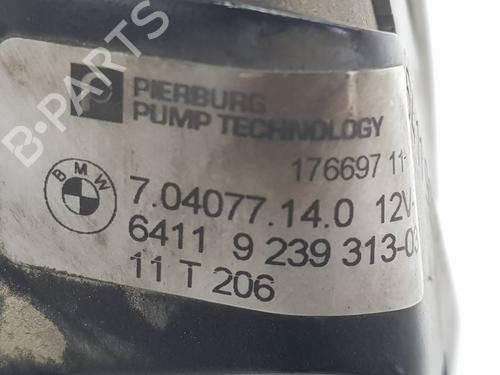 B-PARTS
PIERBURG
PUMP TECHNOLOGY
176697 11-
BMW
7.04077.14.0 12V-
6411 9 239 313-03
11 T 206